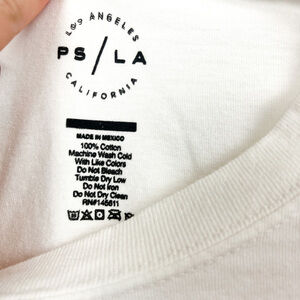 LOS ANGELES
PS/LA
CALIFORNIA
MADE IN MEXICO
100% Cotton
Machine Wash Cold
With Like Colors
Do Not Bleach
Tumble Dry Low
Do Not Iron
Do Not Dry Clean
RN#145611